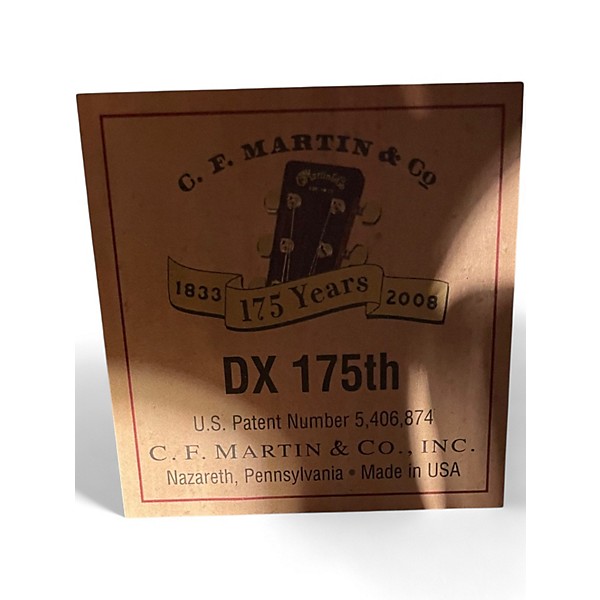 C. F. MARTIN & Co
1833 175 Years 2008
DX 175th
U.S. Patent Number 5,406,874
C. F. MARTIN & CO., INC.
Nazareth, Pennsylvania • Made in USA